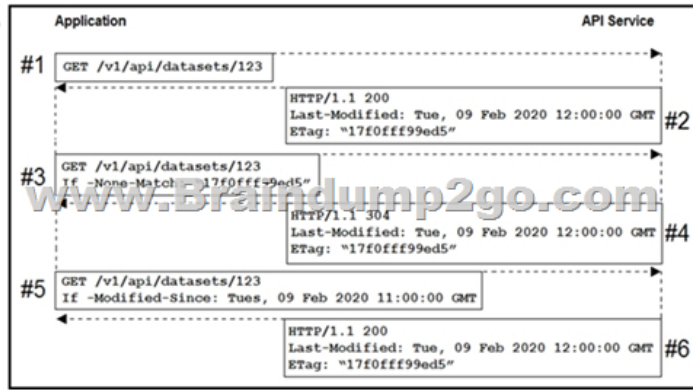 Application API Service
#1 GET /v1/api/datasets/123
HTTP/1.1 200
Last-Modified: Tue, 09 Feb 2020 12:00:00 GMT #2
ETag: "17f0fff99ed5"
GET /v1/api/datasets/123
#3 If -None-Match: "17f0fff99ed5"
www.Braindump2go.com
HTTP/1.1 304
Last-Modified: Tue, 09 Feb 2020 12:00:00 GMT #4
ETag: "17f0fff99ed5"
#5 GET /v1/api/datasets/123
If -Modified-Since: Tues, 09 Feb 2020 11:00:00 GMT
HTTP/1.1 200
Last-Modified: Tue, 09 Feb 2020 12:00:00 GMT #6
ETag: "17f0fff99ed5"